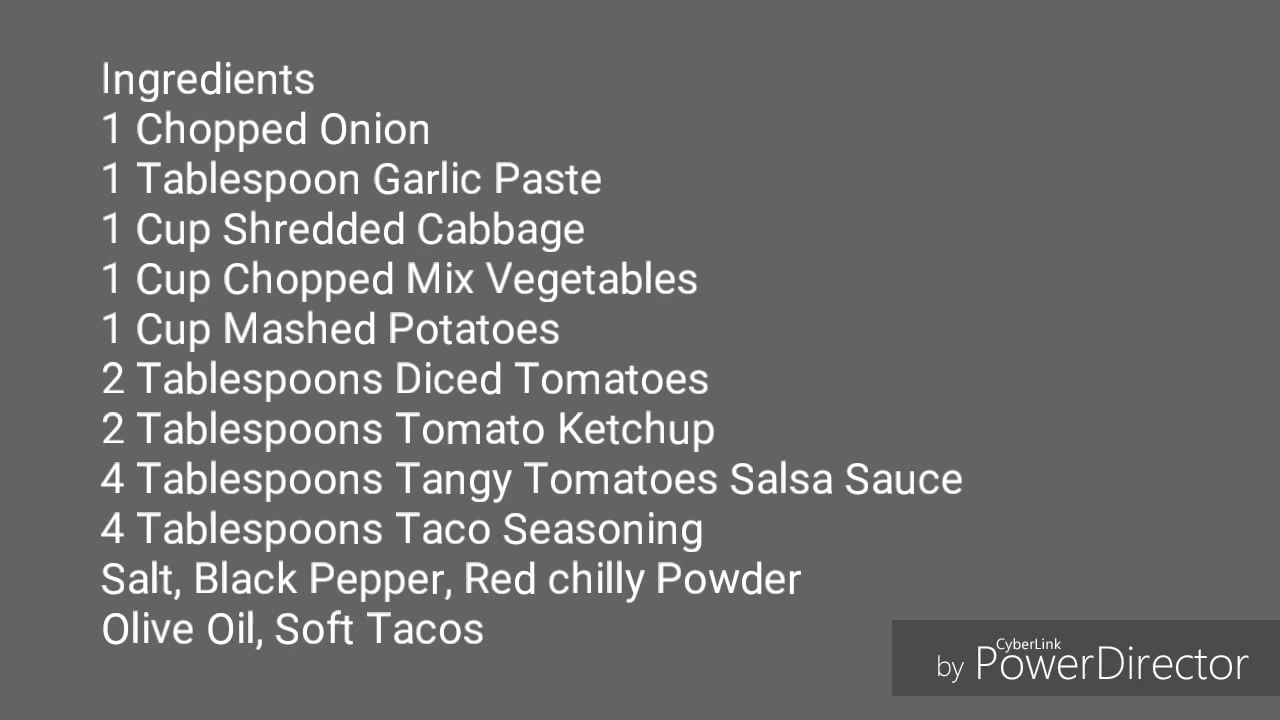 Ingredients
1 Chopped Onion
1 Tablespoon Garlic Paste
1 Cup Shredded Cabbage
1 Cup Chopped Mix Vegetables
1 Cup Mashed Potatoes
2 Tablespoons Diced Tomatoes
2 Tablespoons Tomato Ketchup
4 Tablespoons Tangy Tomatoes Salsa Sauce
4 Tablespoons Taco Seasoning
Salt, Black Pepper, Red chilly Powder
Olive Oil, Soft Tacos
CyberLink
by PowerDirector